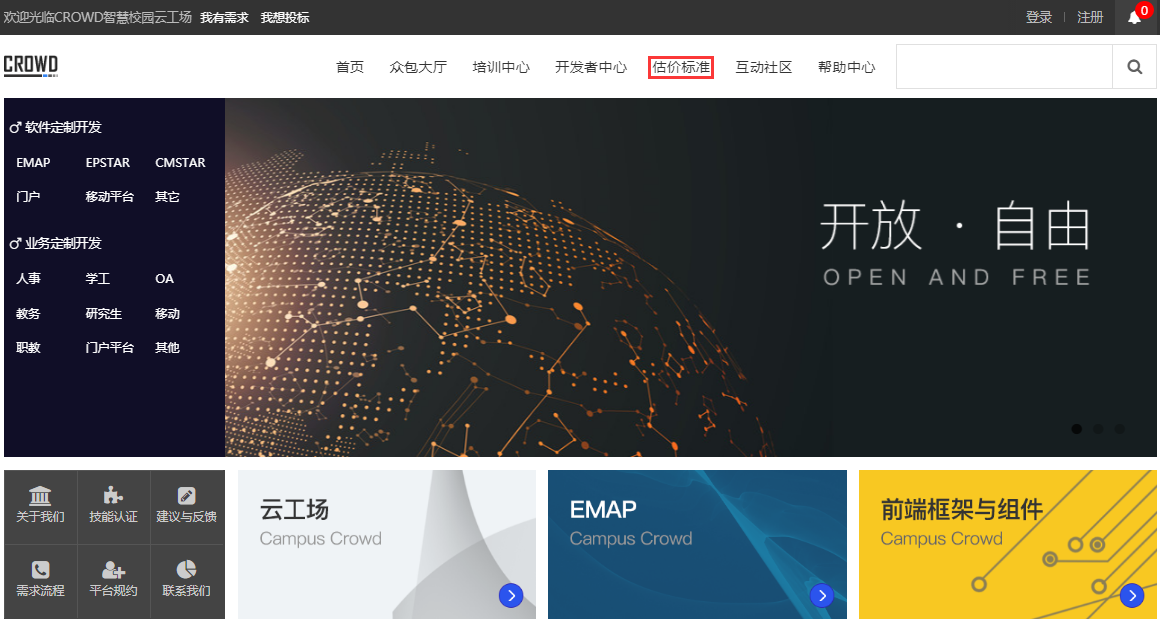 欢迎光临CROWD智慧校园云工场 我有需求 我想投标 登录 注册 0
CROWD 首页 众包大厅 培训中心 开发者中心 估价标准 互动社区 帮助中心
软件定制开发
EMAP EPSTAR CMSTAR
门户 移动平台 其它
业务定制开发
人事 学工 OA
教务 研究生 移动
职教 门户平台 其他
开放 · 自由
OPEN AND FREE
关于我们 技能认证 建议与反馈
需求流程 平台规约 联系我们
云工场
Campus Crowd
EMAP
Campus Crowd
前端框架与组件
Campus Crowd